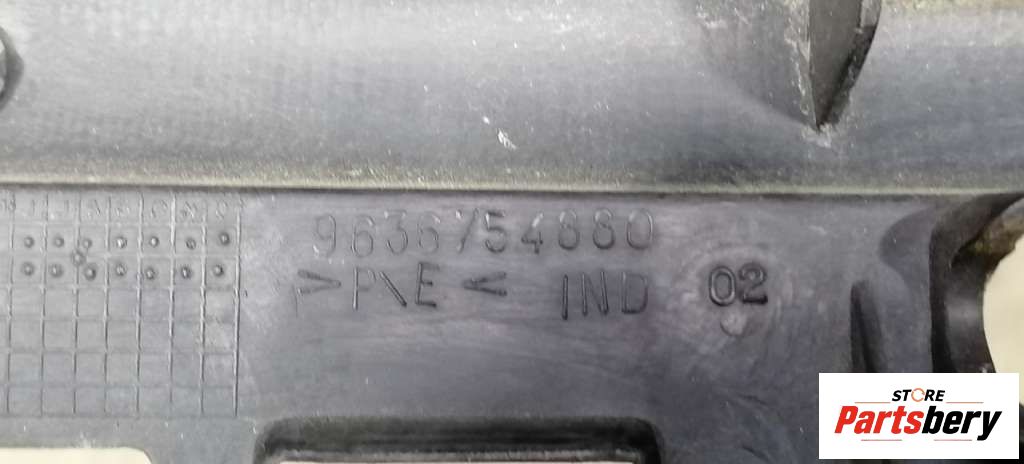 9636754880
>P\E< IND 02
STORE
Partsbery